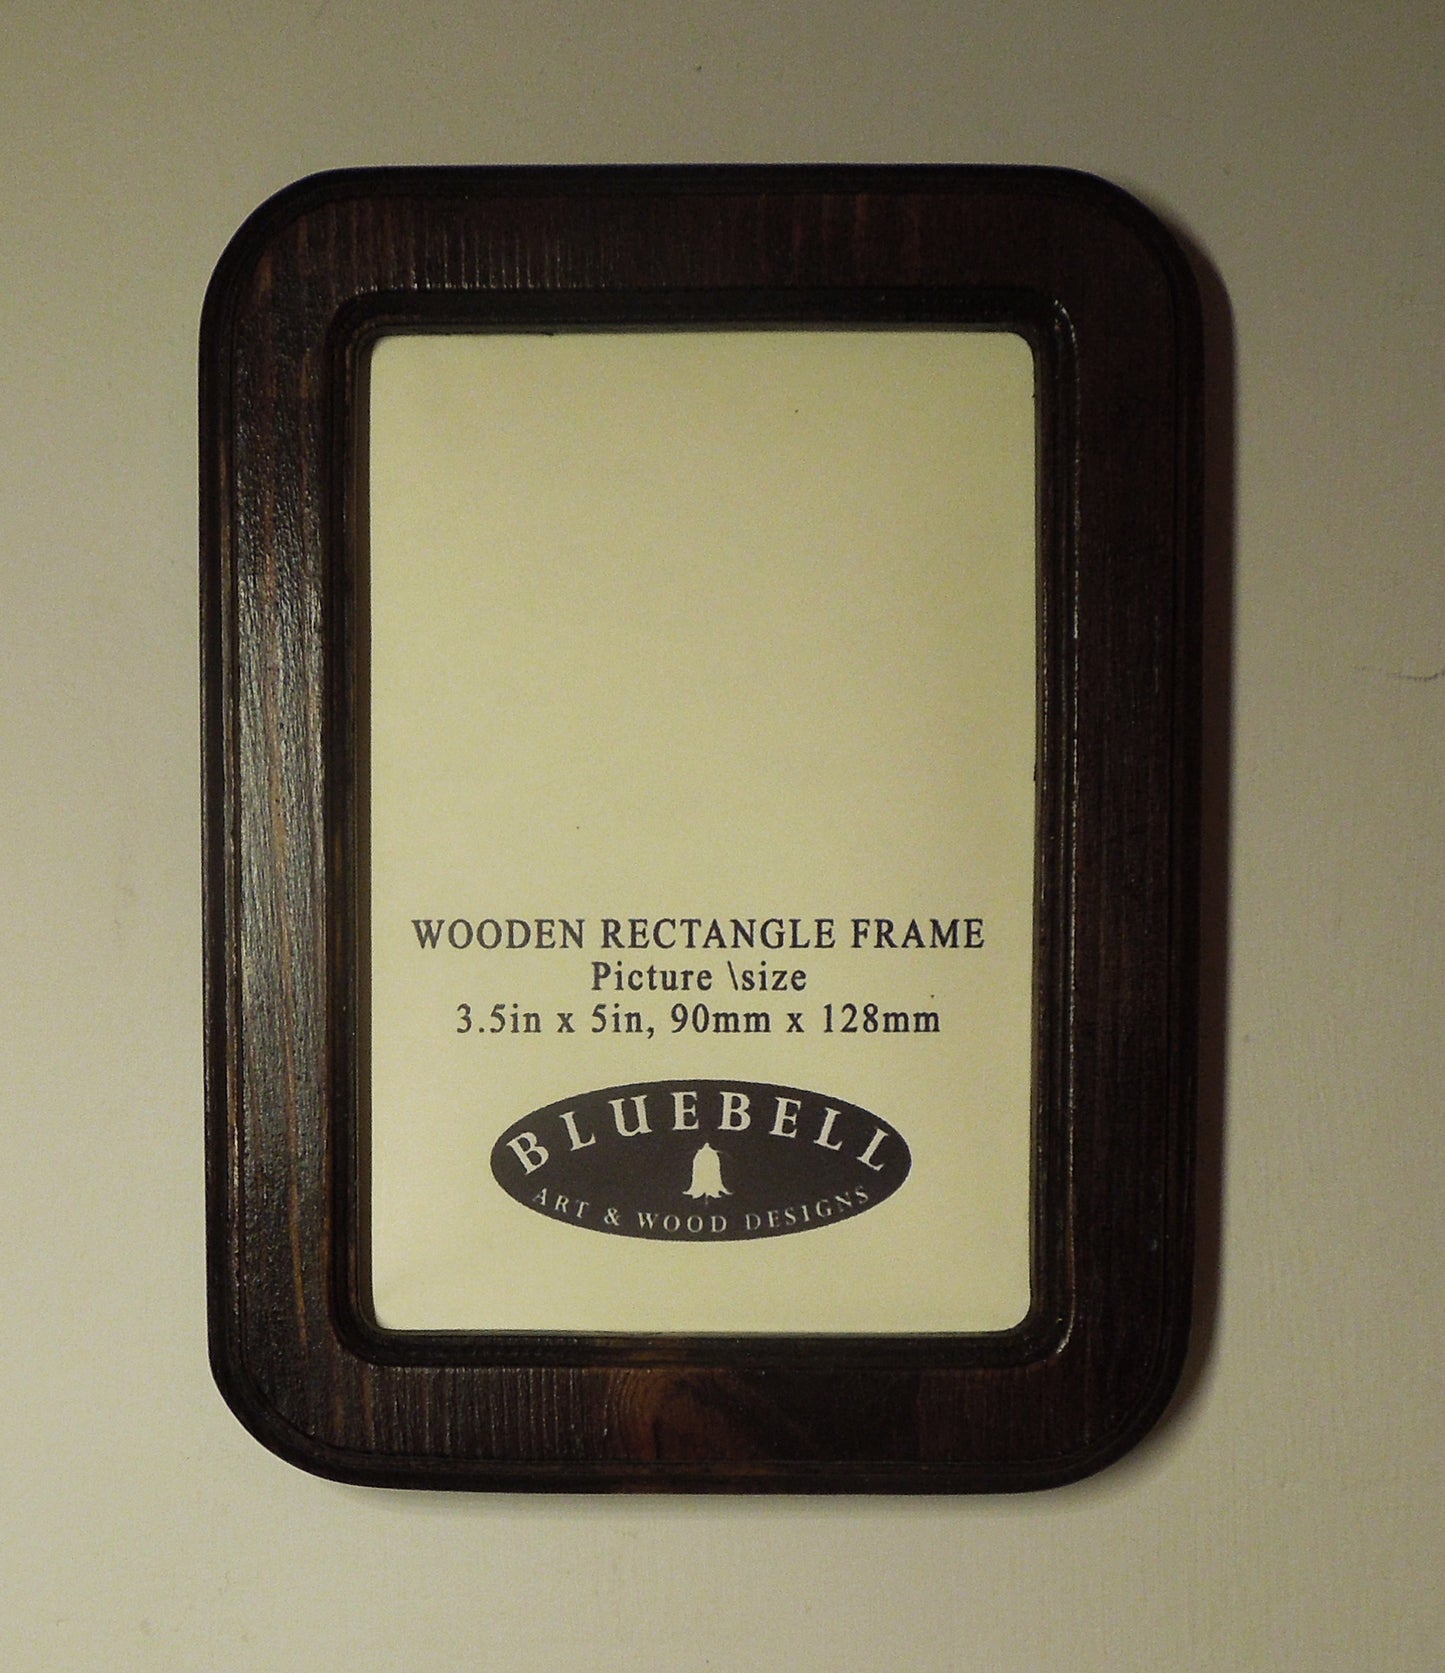 WOODEN RECTANGLE FRAME
Picture \size
3.5in x 5in, 90mm x 128mm
BLUEBELL
ART & WOOD DESIGNS